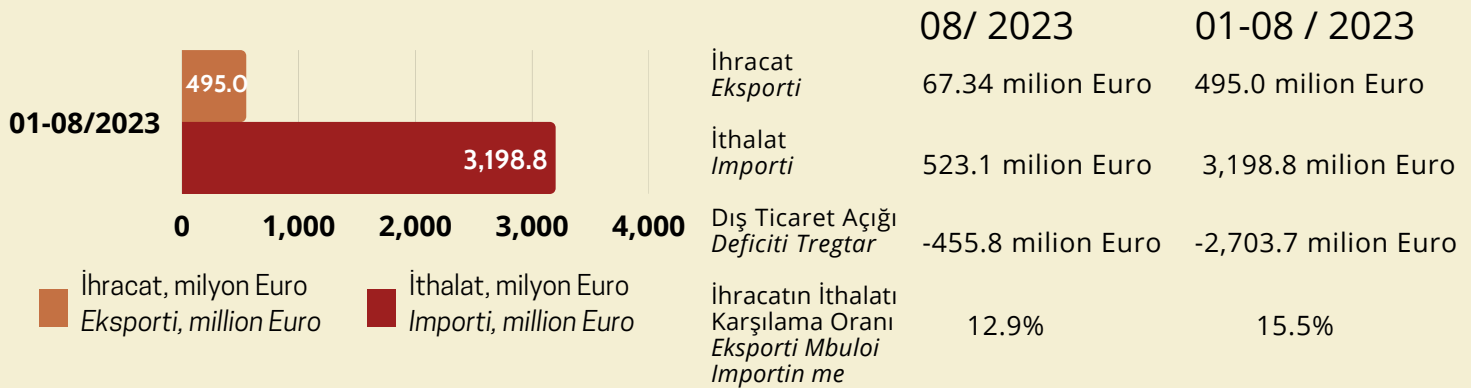 495.0
01-08/2023
3,198.8
0 1,000 2,000 3,000 4,000
İhracat, milyon Euro
Eksporti, million Euro
İthalat, milyon Euro
Importi, million Euro
08/ 2023 01-08 / 2023
İhracat
Eksporti
67.34 milion Euro 495.0 milion Euro
İthalat
Importi
523.1 milion Euro 3,198.8 milion Euro
Dış Ticaret Açığı
Deficiti Tregtar
-455.8 milion Euro -2,703.7 milion Euro
İhracatın İthalatı
Karşılama Oranı
Eksporti Mbuloi
Importin me
12.9% 15.5%